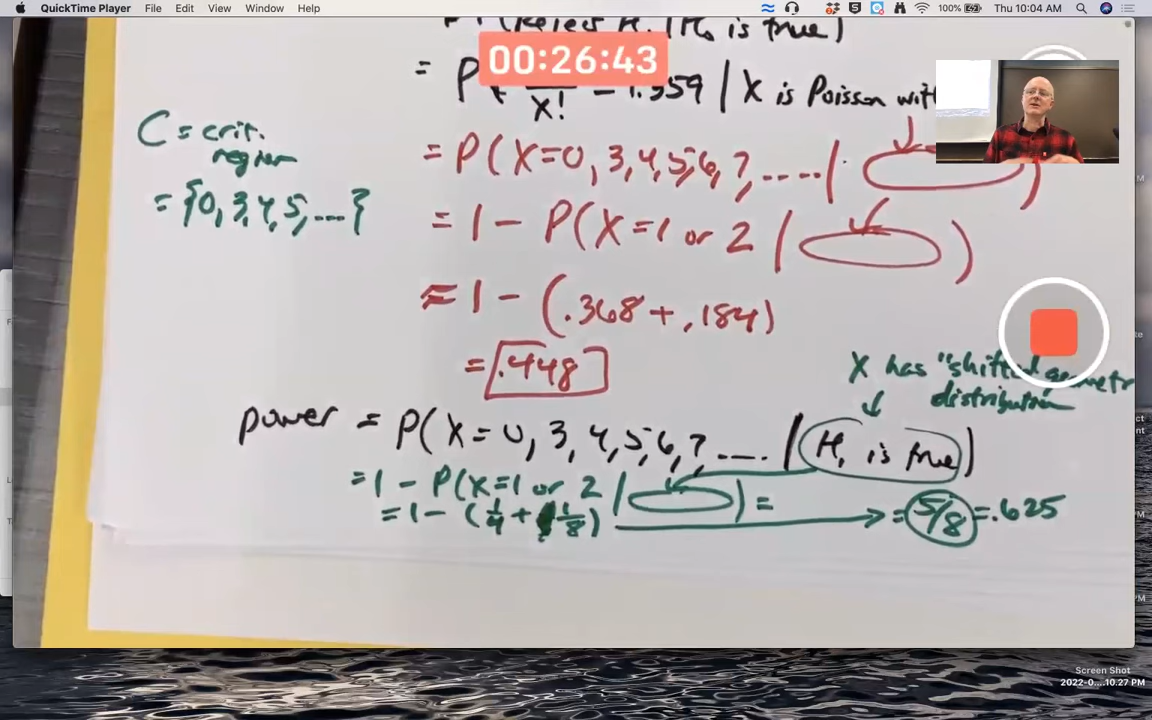 QuickTime Player File Edit View Window Help 100% Thu 10:04 AM
(Reject H. | H₀ is true)
00:26:43
= P( /X! - 1.359 | X is Poisson with
C = crit. region
= {0, 3, 4, 5, ....}
= P(X=0, 3, 4, 5, 6, 7, ....|
= 1 - P(X=1 or 2 | )
≈ 1 - (.368 + .184)
= .448
X has "shifted geometr
distribution
power = P(X = 0, 3, 4, 5, 6, 7, .... | H₁ is true)
= 1 - P(X=1 or 2 | ) =
= 1 - (1/4 + 1/8) = 5/8 = .625
Screen Shot
2022-0....10.27 PM